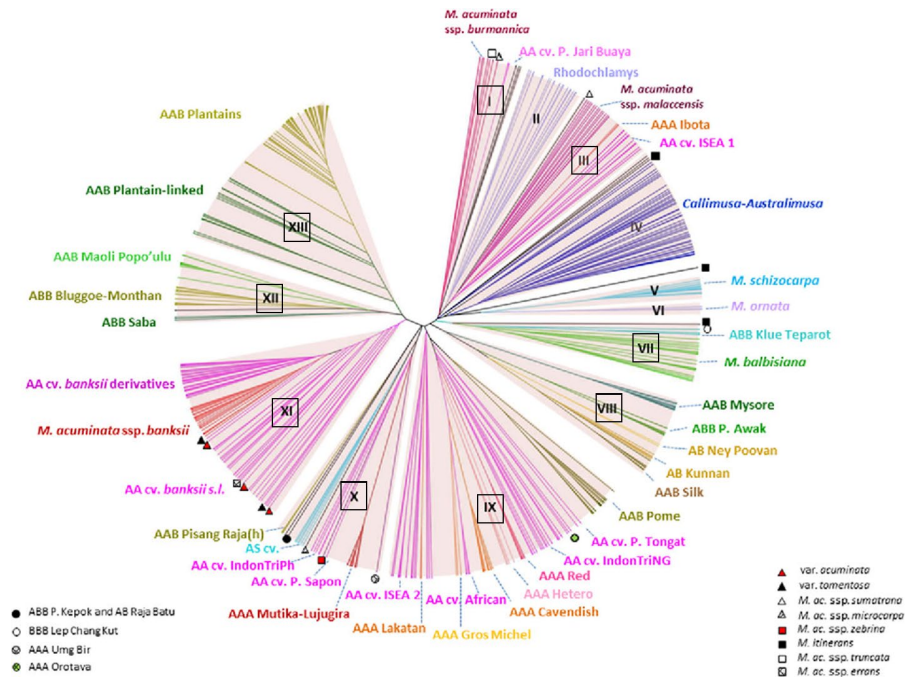 M. acuminata
ssp. burmannica
AA cv. P. Jari Buaya
Rhodochlamys
M. acuminata
ssp. malaccensis
AAA Ibota
AA cv. ISEA 1
Callimusa-Australimusa
M. schizocarpa
M. ornata
ABB Klue Teparot
M. balbisiana
AAB Mysore
ABB P. Awak
AB Ney Poovan
AB Kunnan
AAB Silk
AAB Pome
AA cv. P. Tongat
AA cv. IndonTriNG
AAA Red
AAA Hetero
AAA Cavendish
AA cv. African
AAA Gros Michel
AAA Lakatan
AA cv. ISEA 2
AAA Mutika-Lujugira
AA cv. P. Sapon
AA cv. IndonTriPh
AS cv.
AAB Pisang Raja(h)
AA cv. banksii s.l.
M. acuminata ssp. banksii
AA cv. banksii derivatives
ABB Saba
ABB Bluggoe-Monthan
AAB Maoli Popo'ulu
AAB Plantain-linked
AAB Plantains
I
II
III
IV
V
VI
VII
VIII
IX
X
XI
XII
XIII
ABB P. Kepok and AB Raja Batu
BBB Lep Chang Kut
AAA Umg Bir
AAA Orotava
var. acuminata
var. tomentosa
M. ac. ssp. sumatrana
M. ac. ssp. microcarpa
M. ac. ssp. zebrina
M. itinerans
M. ac. ssp. truncata
M. ac. ssp. errans